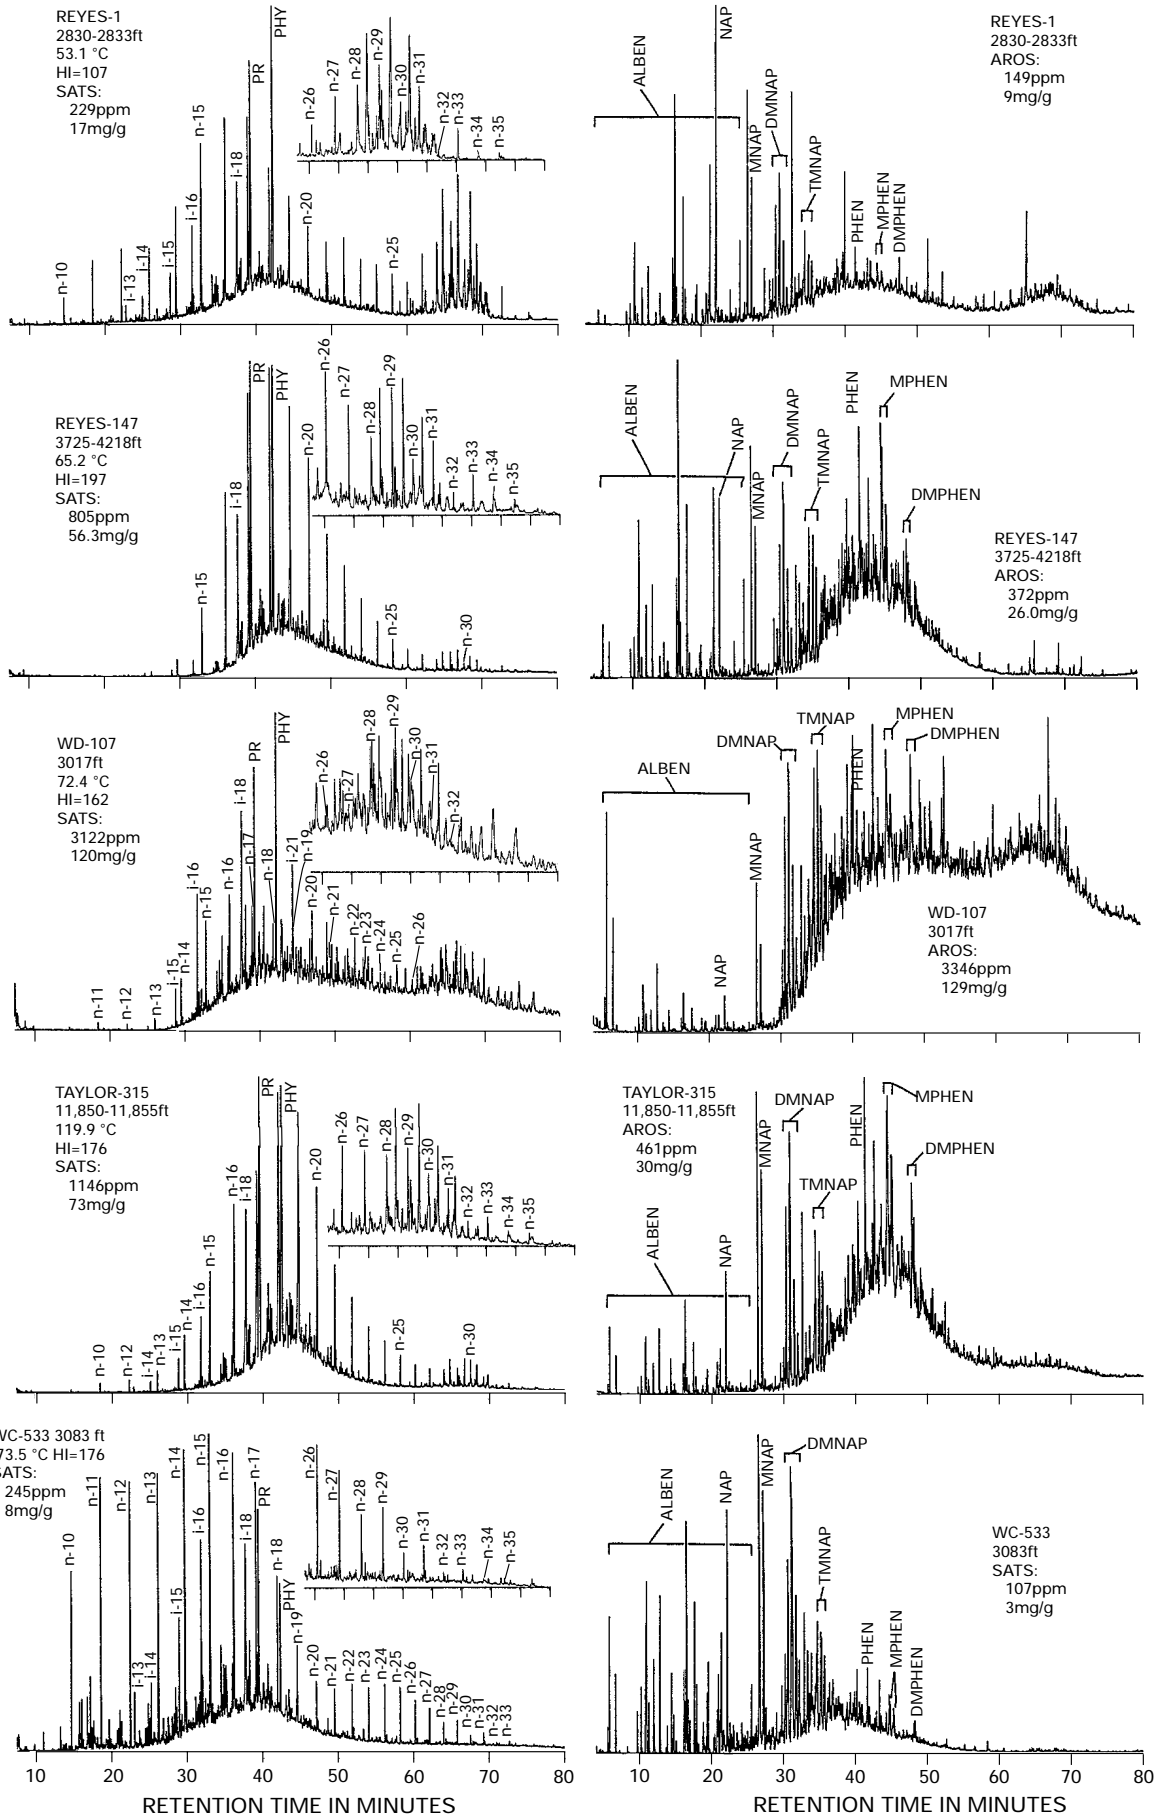 REYES-1
2830-2833ft
53.1 °C
HI=107
SATS:
229ppm
17mg/g
n-10
i-13
i-14
i-15
i-16
n-15
i-18
PR
PHY
n-20
n-25
n-26
n-27
n-28
n-29
n-30
n-31
n-32
n-33
n-34
n-35
REYES-1
2830-2833ft
AROS:
149ppm
9mg/g
ALBEN
NAP
MNAP
DMNAP
TMNAP
PHEN
MPHEN
DMPHEN
REYES-147
3725-4218ft
65.2 °C
HI=197
SATS:
805ppm
56.3mg/g
n-15
i-18
PR
PHY
n-20
n-25
n-30
n-26
n-27
n-28
n-29
n-30
n-31
n-32
n-33
n-34
n-35
ALBEN
NAP
MNAP
DMNAP
TMNAP
PHEN
MPHEN
DMPHEN
REYES-147
3725-4218ft
AROS:
372ppm
26.0mg/g
WD-107
3017ft
72.4 °C
HI=162
SATS:
3122ppm
120mg/g
n-11
n-12
n-13
i-15
n-14
i-16
n-15
n-16
i-18
n-17
PR
n-18
PHY
i-21
n-19
n-20
n-21
n-22
n-23
n-24
n-25
n-26
n-26
n-27
n-28
n-29
n-30
n-31
n-32
ALBEN
NAP
MNAP
DMNAP
TMNAP
PHEN
MPHEN
DMPHEN
WD-107
3017ft
AROS:
3346ppm
129mg/g
TAYLOR-315
11,850-11,855ft
119.9 °C
HI=176
SATS:
1146ppm
73mg/g
n-10
n-12
i-14
n-13
i-15
n-14
i-16
n-15
n-16
i-18
PR
PHY
n-20
n-25
n-30
n-26
n-27
n-28
n-29
n-30
n-31
n-32
n-33
n-34
n-35
TAYLOR-315
11,850-11,855ft
AROS:
461ppm
30mg/g
ALBEN
NAP
MNAP
DMNAP
TMNAP
PHEN
MPHEN
DMPHEN
WC-533 3083 ft
73.5 °C HI=176
SATS:
245ppm
8mg/g
n-10
n-11
n-12
i-13
n-13
i-14
i-15
n-14
i-16
n-15
n-16
i-18
n-17
PR
n-18
PHY
n-19
n-20
n-21
n-22
n-23
n-24
n-25
n-26
n-27
n-28
n-29
n-30
n-31
n-32
n-33
n-26
n-27
n-28
n-29
n-30
n-31
n-32
n-33
n-34
n-35
ALBEN
NAP
MNAP
DMNAP
TMNAP
PHEN
MPHEN
DMPHEN
WC-533
3083ft
SATS:
107ppm
3mg/g
10 20 30 40 50 60 70 80
RETENTION TIME IN MINUTES
10 20 30 40 50 60 70 80
RETENTION TIME IN MINUTES